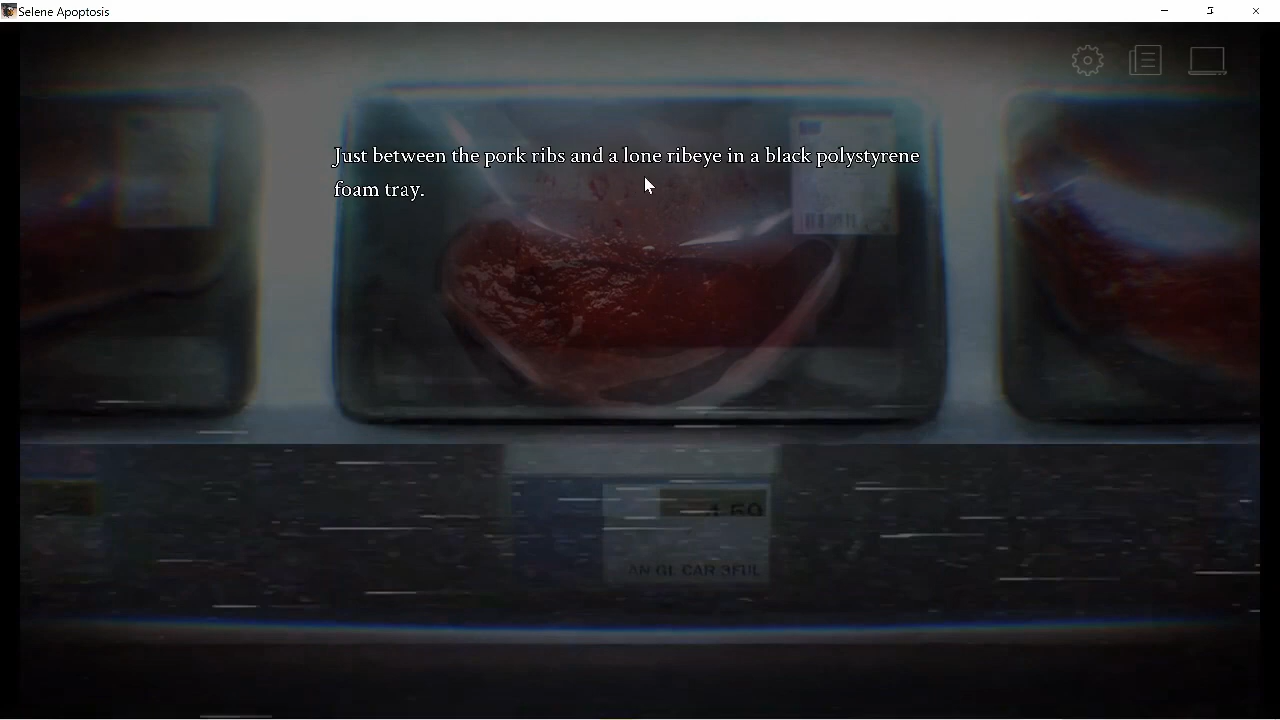 Selene Apoptosis
Just between the pork ribs and a lone ribeye in a black polystyrene
foam tray.